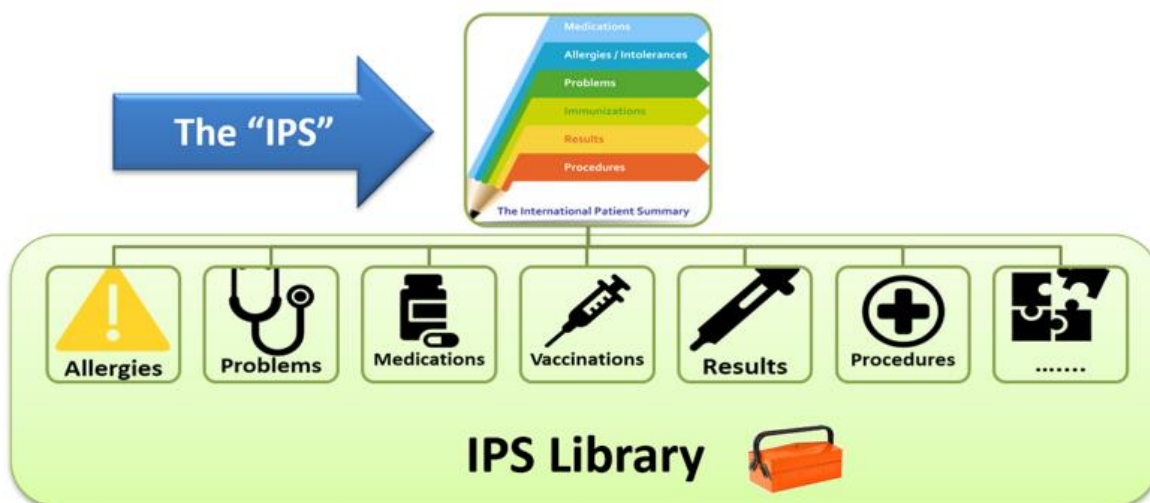 Medications
Allergies / Intolerances
Problems
Immunizations
Results
Procedures
The International Patient Summary
The “IPS”
Allergies
Problems
Medications
Vaccinations
Results
Procedures
.......
IPS Library